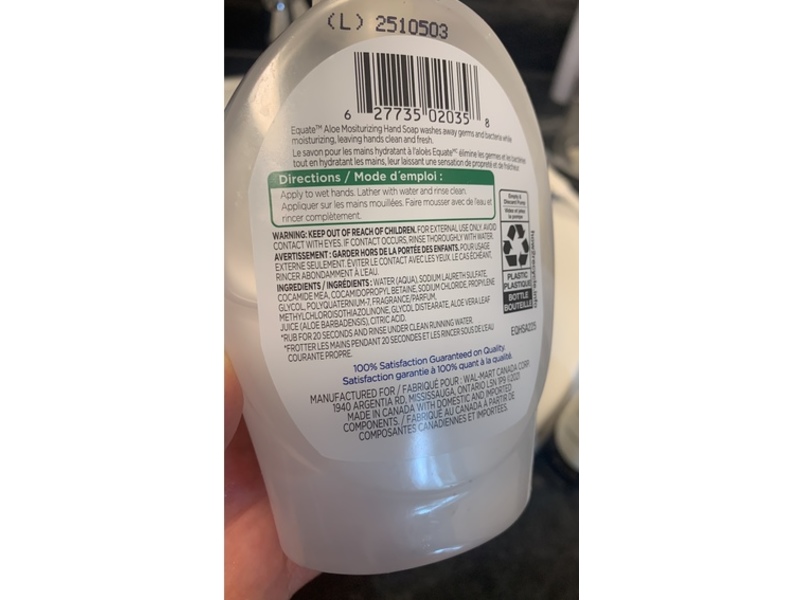 (L) 2510503
6 27735 02035 8
Equate™ Aloe Mositurizing Hand Soap washes away germs and bacteria while
moisturizing, leaving hands clean and fresh.
Le savon pour les mains hydratant à l'aloès Equate^MC élimine les germes et les bactéries
tout en hydratant les mains, leur laissant une sensation de propreté et de fraîcheur.
Directions / Mode d'emploi :
Apply to wet hands. Lather with water and rinse clean.
Appliquer sur les mains mouillées. Faire mousser avec de l'eau et
rincer complètement.
WARNING: KEEP OUT OF REACH OF CHILDREN. FOR EXTERNAL USE ONLY. AVOID
CONTACT WITH EYES. IF CONTACT OCCURS, RINSE THOROUGHLY WITH WATER.
AVERTISSEMENT : GARDER HORS DE LA PORTÉE DES ENFANTS. POUR USAGE
EXTERNE SEULEMENT. ÉVITER LE CONTACT AVEC LES YEUX. LE CAS ÉCHÉANT,
RINCER ABONDAMMENT À L'EAU.
INGREDIENTS / INGRÉDIENTS : WATER (AQUA), SODIUM LAURETH SULFATE,
COCAMIDE MEA, COCAMIDOPROPYL BETAINE, SODIUM CHLORIDE, PROPYLENE
GLYCOL, POLYQUATERNIUM-7, FRAGRANCE/PARFUM,
METHYLCHLOROISOTHIAZOLINONE, GLYCOL DISTEARATE, ALOE VERA LEAF
JUICE (ALOE BARBADENSIS), CITRIC ACID.
*RUB FOR 20 SECONDS AND RINSE UNDER CLEAN RUNNING WATER.
*FROTTER LES MAINS PENDANT 20 SECONDES ET LES RINCER SOUS DE L'EAU
COURANTE PROPRE.
Empty &
Discard Pump
PLASTIC
PLASTIQUE
BOTTLE
BOUTEILLE
how2recycle.info
EQHSA0225
100% Satisfaction Guaranteed on Quality.
Satisfaction garantie à 100% quant à la qualité.
MANUFACTURED FOR / FABRIQUÉ POUR : WAL-MART CANADA CORP.
1940 ARGENTIA RD, MISSISSAUGA, ONTARIO L5N 1P9 ©2021
MADE IN CANADA WITH DOMESTIC AND IMPORTED
COMPONENTS. / FABRIQUÉ AU CANADA À PARTIR DE
COMPOSANTES CANADIENNES ET IMPORTÉES.